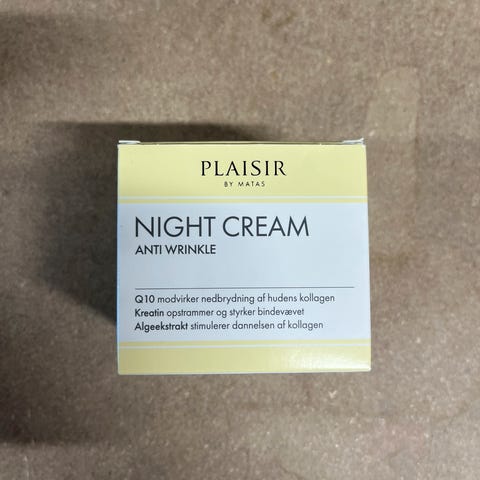 PLAISIR
BY MATAS
NIGHT CREAM
ANTI WRINKLE
Q10 modvirker nedbrydning af hudens kollagen
Kreatin opstrammer og styrker bindevævet
Algeekstrakt stimulerer dannelsen af kollagen